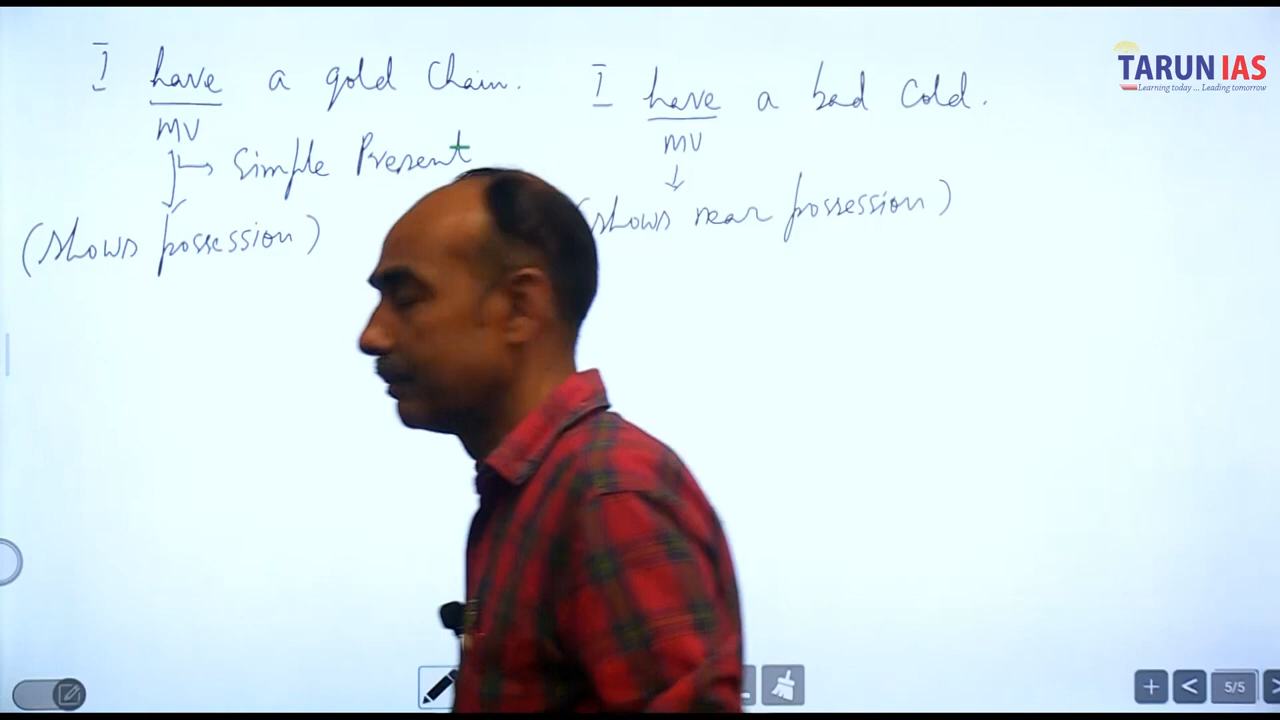 I have a gold chain.
MV
Simple Present
(shows possession)
I have a bad cold.
MV
(shows near possession)
TARUN IAS
Learning today ... Leading tomorrow
5/5